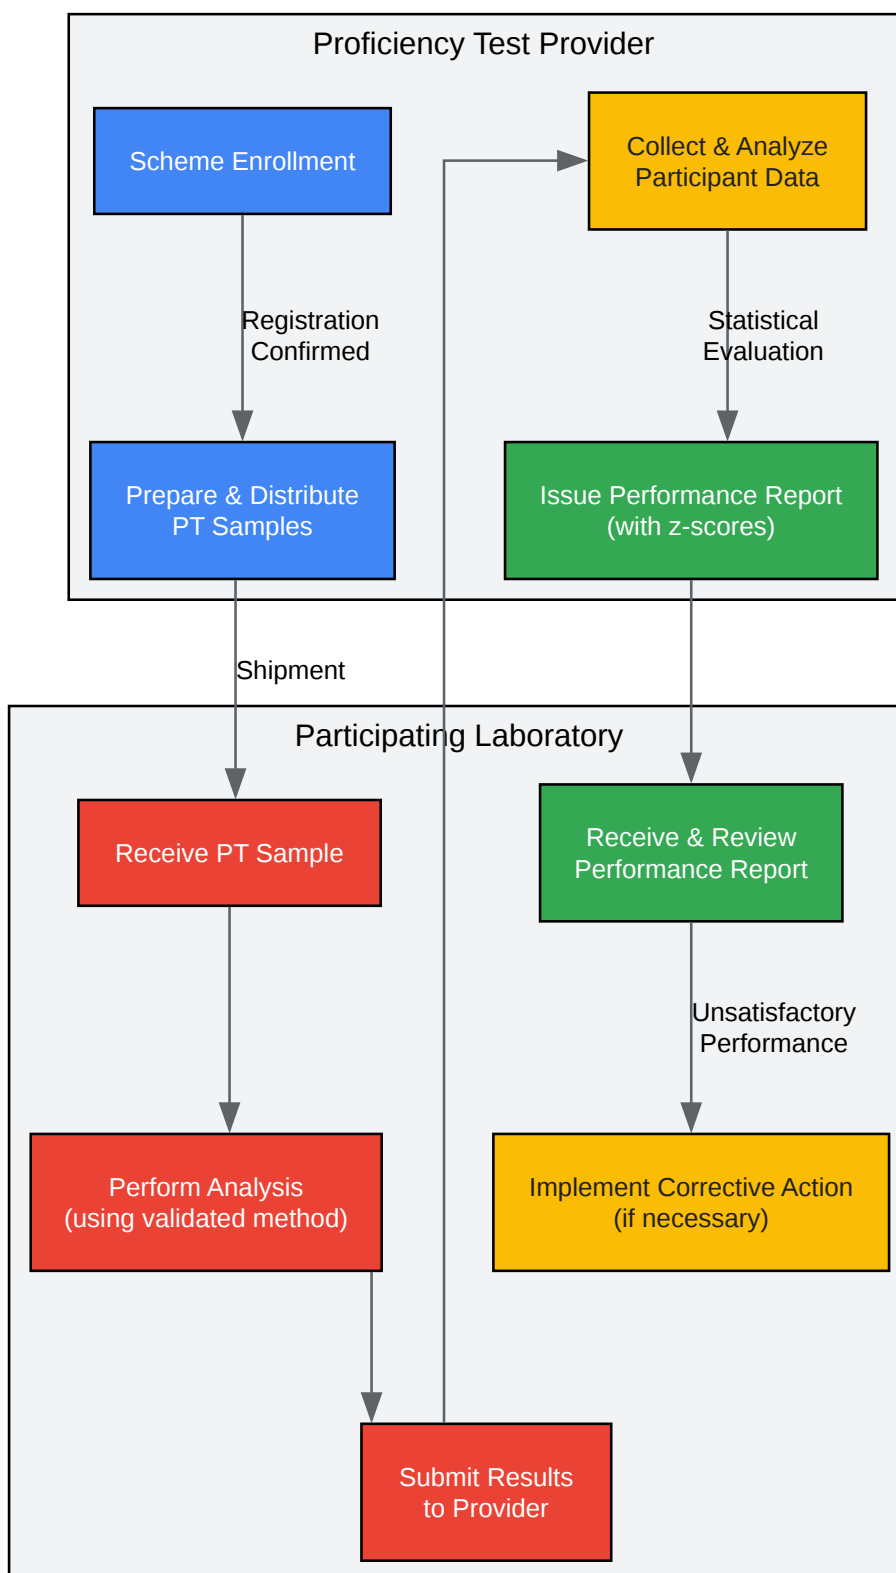 Proficiency Test Provider
Scheme Enrollment
Collect & Analyze
Participant Data
Registration
Confirmed
Statistical
Evaluation
Prepare & Distribute
PT Samples
Issue Performance Report
(with z-scores)
Shipment
Participating Laboratory
Receive PT Sample
Receive & Review
Performance Report
Unsatisfactory
Performance
Perform Analysis
(using validated method)
Implement Corrective Action
(if necessary)
Submit Results
to Provider